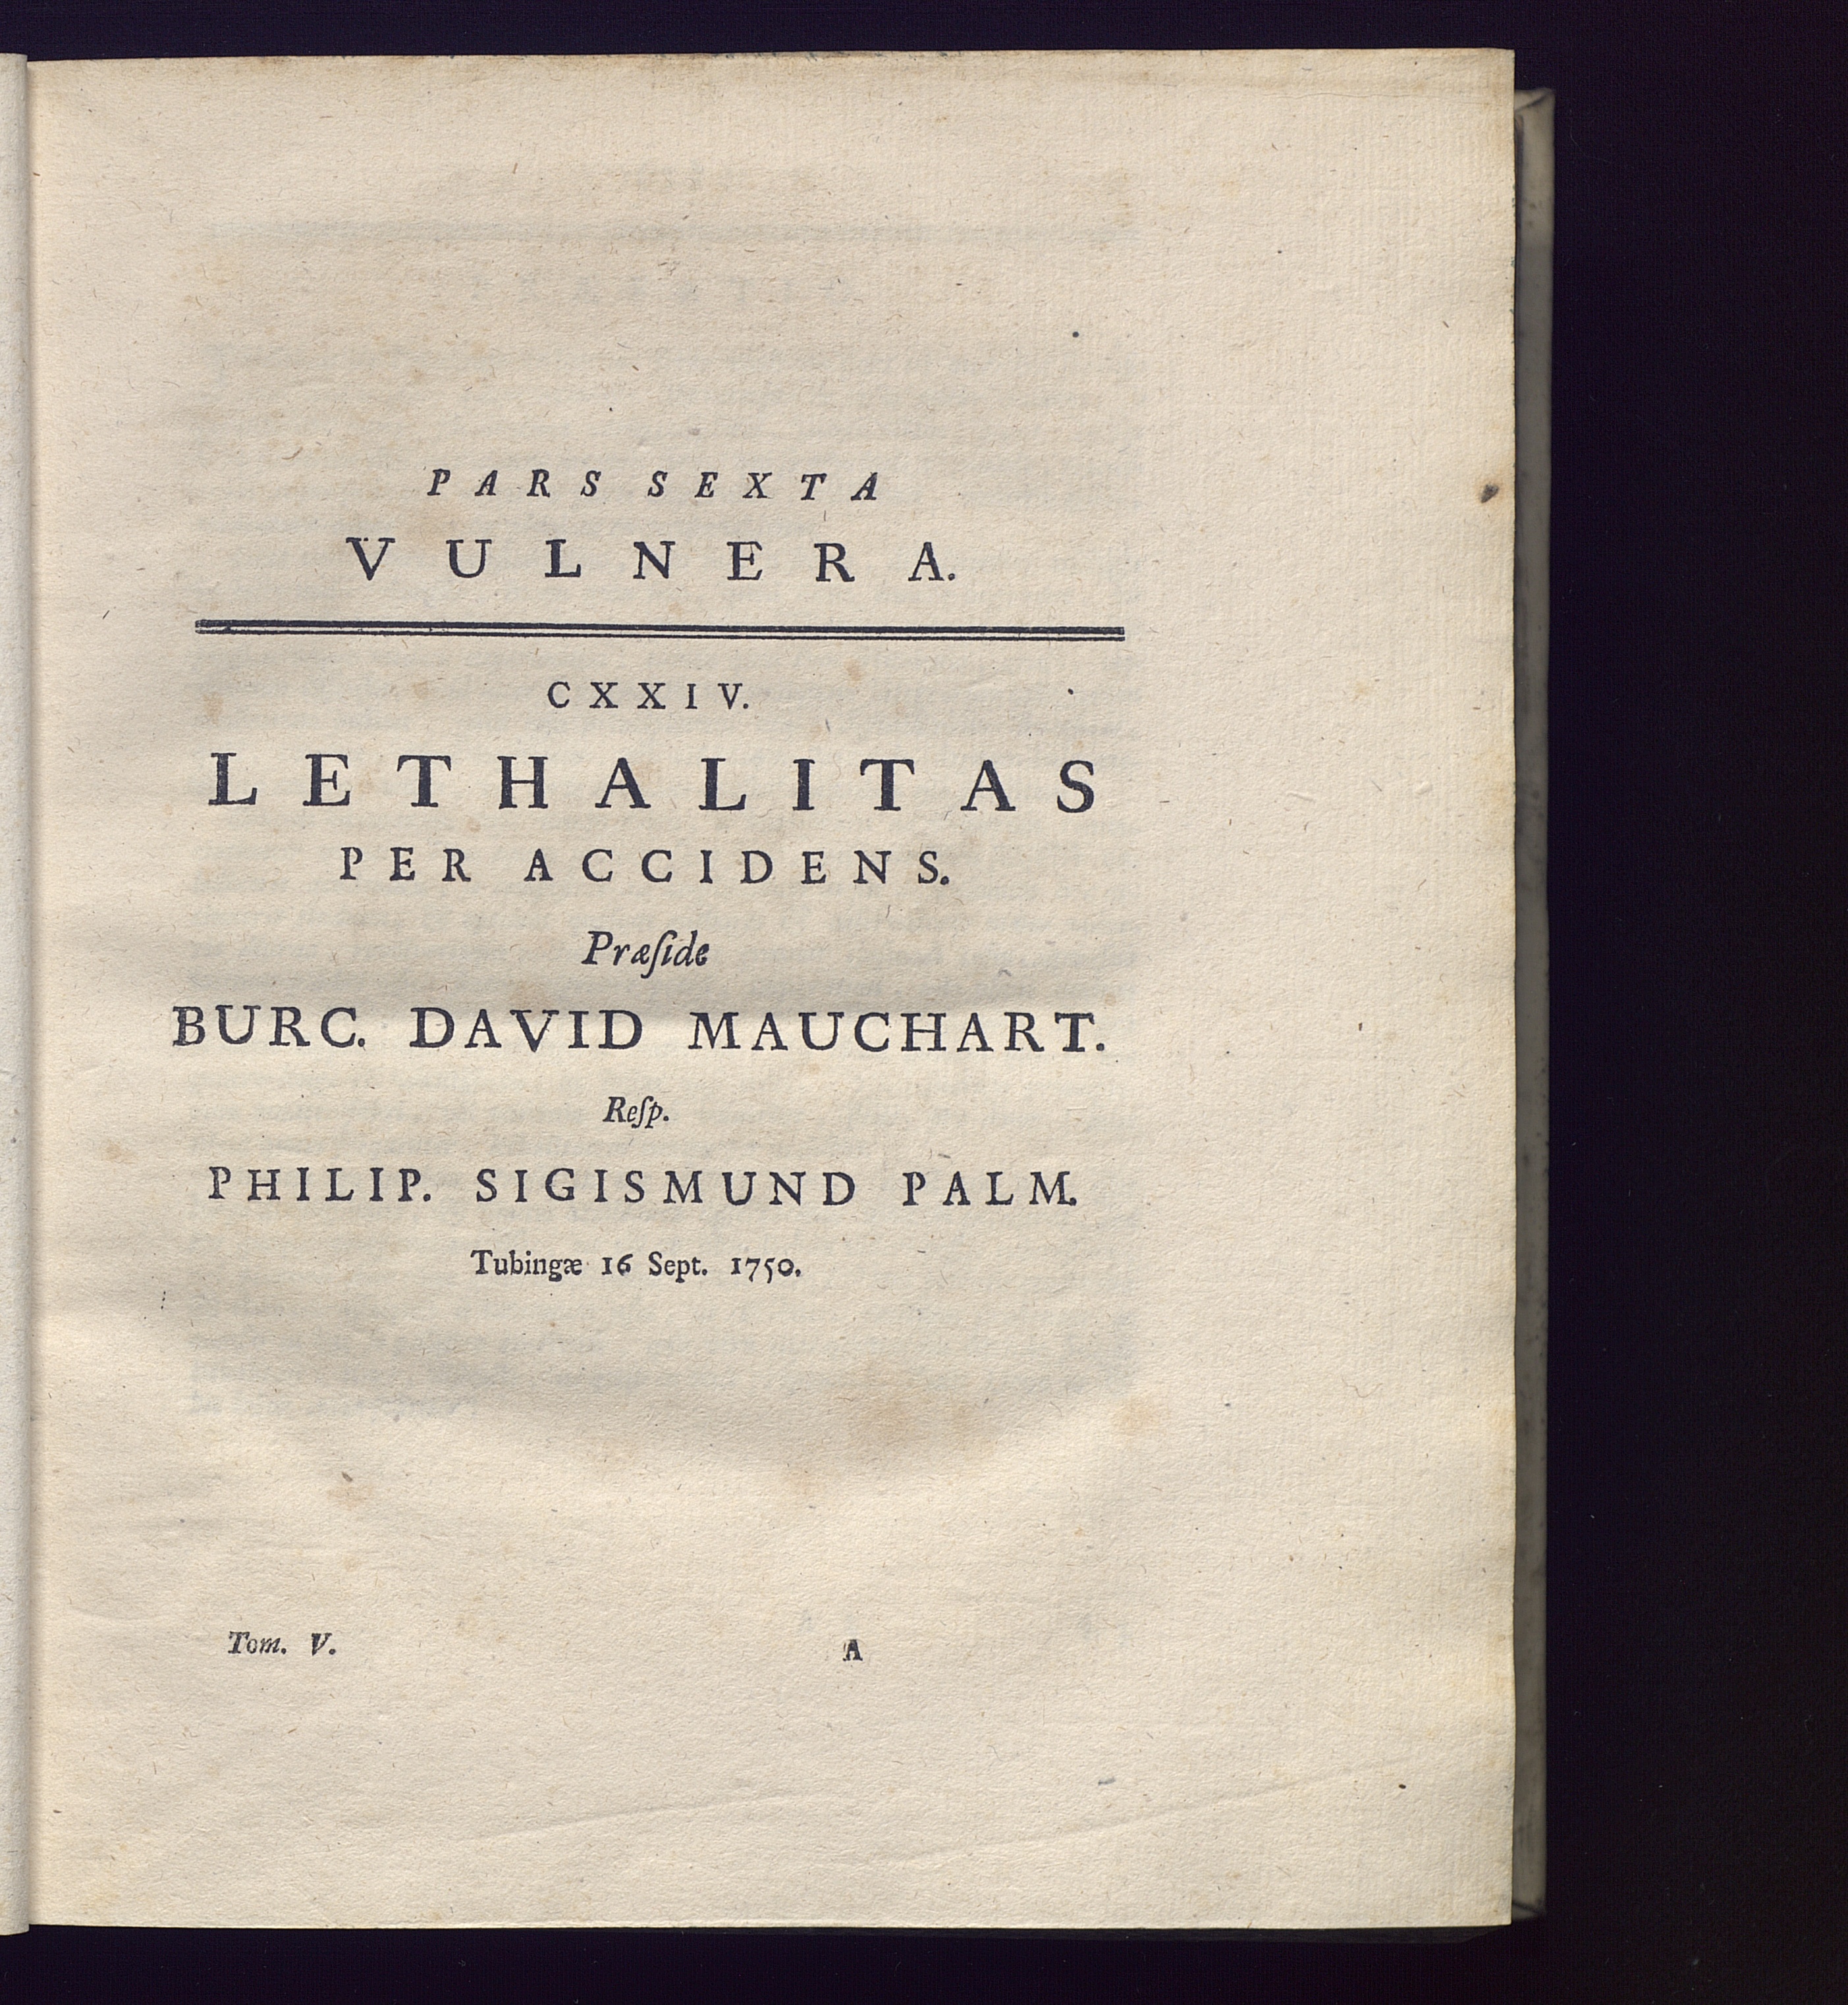 PARS SEXTA
VULNERA.
CXXIV.
LETHALITAS
PER ACCIDENS.
Præſide
BURC. DAVID MAUCHART.
Reſp.
PHILIP. SIGISMUND PALM.
Tubingæ 16 Sept. 1750.
Tom. V. A